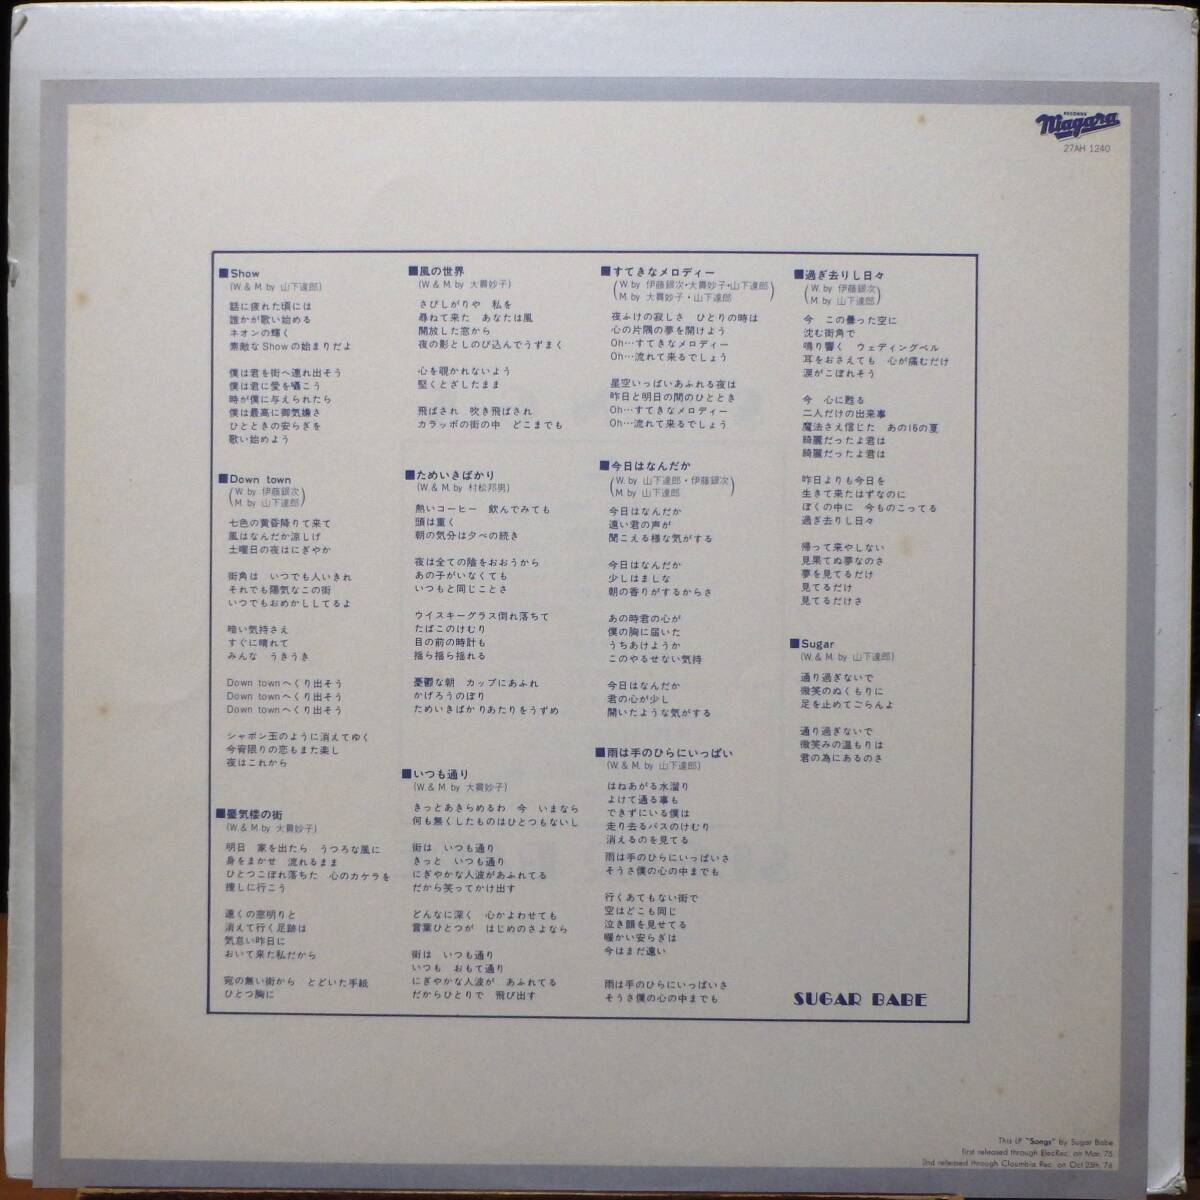 RECORDS
Niagara
27AH 1240
■Show
(W.& M. by 山下達郎)
話に疲れた頃には
誰かが歌い始める
ネオンの輝く
素敵なShowの始まりだよ
僕は君を街へ連れ出そう
僕は君に愛を囁こう
時が僕に与えられたら
僕は最高に御気嫌さ
ひとときの安らぎを
歌い始めよう
■Down town
(W. by 伊藤銀次
M. by 山下達郎)
七色の黄昏降りて来て
風はなんだか涼しげ
土曜日の夜はにぎやか
街角は いつでも人いきれ
それでも陽気なこの街
いつでもおめかししてるよ
暗い気持さえ
すぐに晴れて
みんな うきうき
Down townへくり出そう
Down townへくり出そう
Down townへくり出そう
シャボン玉のように消えてゆく
今宵限りの恋もまた楽し
夜はこれから
■蜃気楼の街
(W.& M. by 大貫妙子)
明日 家を出たら うつろな風に
身をまかせ 流れるまま
ひとつこぼれ落ちた 心のカケラを
捜しに行こう
遠くの窓明りと
消えて行く足跡は
気怠い昨日に
おいて来た私だから
宛の無い街から とどいた手紙
ひとつ胸に
■風の世界
(W.& M. by 大貫妙子)
さびしがりや 私を
尋ねて来た あなたは風
開放した窓から
夜の影としのび込んでうずまく
心を覗かれないよう
堅くとざしたまま
飛ばされ 吹き飛ばされ
カラッポの街の中 どこまでも
■ためいきばかり
(W.& M. by 村松邦男)
熱いコーヒー 飲んでみても
頭は重く
朝の気分は夕べの続き
夜は全ての陰をおおうから
あの子がいなくても
いつもと同じことさ
ウイスキーグラス倒れ落ちて
たばこのけむり
目の前の時計も
揺ら揺ら揺れる
憂鬱な朝 カップにあふれ
かげろうのぼり
ためいきばかりあたりをうずめ
■いつも通り
(W.& M. by 大貫妙子)
きっとあきらめるわ 今 いまなら
何も無くしたものはひとつもないし
街は いつも通り
きっと いつも通り
にぎやかな人波があふれてる
だから笑ってかけ出す
どんなに深く 心かよわせても
言葉ひとつが はじめのさよなら
街は いつも通り
いつも おもて通り
にぎやかな人波が あふれてる
だからひとりで 飛び出す
■すてきなメロディー
(W. by 伊藤銀次・大貫妙子・山下達郎
M. by 大貫妙子・山下達郎)
夜ふけの寂しさ ひとりの時は
心の片隅の夢を開けよう
Oh…すてきなメロディー
Oh…流れて来るでしょう
星空いっぱいあふれる夜は
昨日と明日の間のひととき
Oh…すてきなメロディー
Oh…流れて来るでしょう
■今日はなんだか
(W. by 山下達郎・伊藤銀次
M. by 山下達郎)
今日はなんだか
遠い君の声が
聞こえる様な気がする
今日はなんだか
少しはましな
朝の香りがするからさ
あの時君の心が
僕の胸に届いた
うちあけようか
このやるせない気持
今日はなんだか
君の心が少し
開いたような気がする
■雨は手のひらにいっぱい
(W.& M. by 山下達郎)
はねあがる水溜り
よけて通る事も
できずにいる僕は
走り去るバスのけむり
消えるのを見てる
雨は手のひらにいっぱいさ
そうさ僕の心の中までも
行くあてもない街で
空はどこも同じ
泣き顔を見せてる
暖かい安らぎは
今はまだ遠い
雨は手のひらにいっぱいさ
そうさ僕の心の中までも
■過ぎ去りし日々
(W. by 伊藤銀次
M. by 山下達郎)
今 この曇った空に
沈む街角で
鳴り響く ウェディングベル
耳をおさえても 心が痛むだけ
涙がこぼれそう
今 心に甦る
二人だけの出来事
魔法さえ信じた あの16の夏
綺麗だったよ君は
綺麗だったよ君は
昨日よりも今日を
生きて来たはずなのに
ぼくの中に 今ものこってる
過ぎ去りし日々
帰って来やしない
見果てぬ夢なのさ
夢を見てるだけ
見てるだけ
見てるだけさ
■Sugar
(W.& M. by 山下達郎)
通り過ぎないで
微笑のぬくもりに
足を止めてごらんよ
通り過ぎないで
微笑みの温もりは
君の為にあるのさ
SUGAR BABE
This LP "Songs" by Sugar Babe
first released through ElecRec. on Mar. 75
2nd released through Cloumbia Rec. on Oct 25th, '76